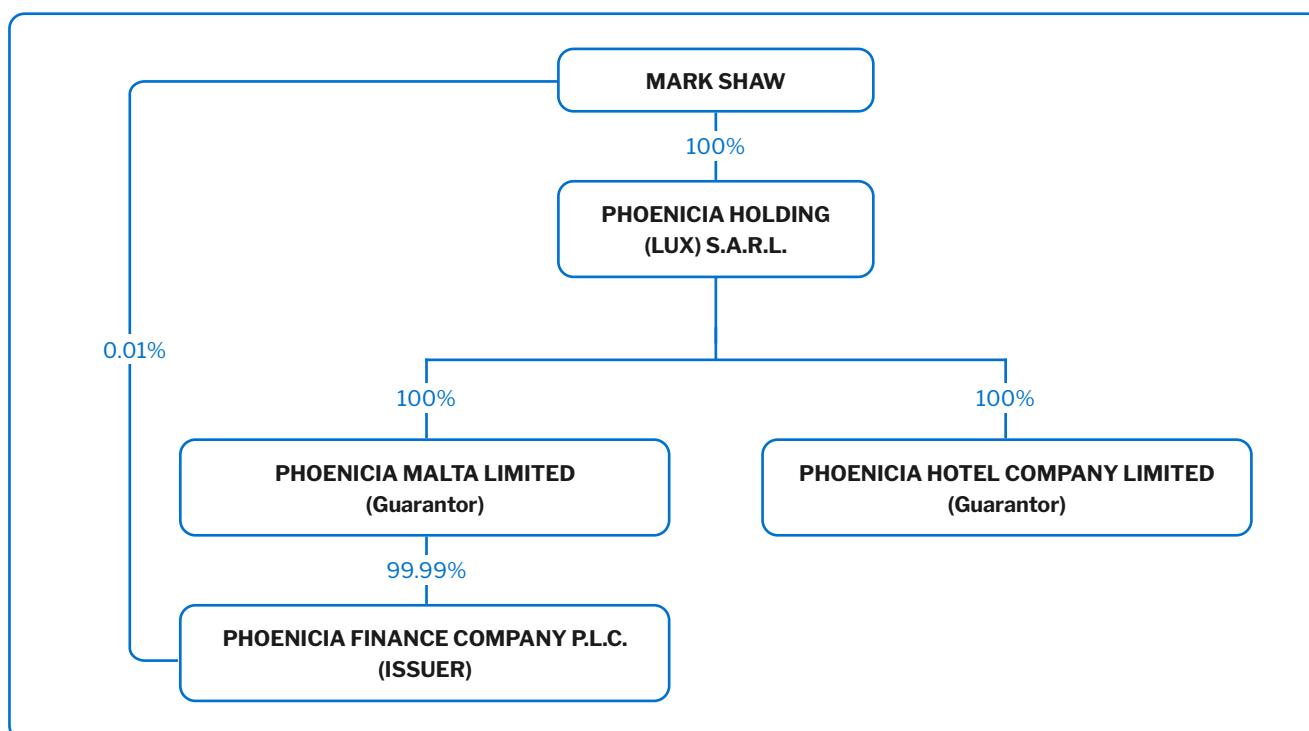 MARK SHAW
100%
PHOENICIA HOLDING
(LUX) S.A.R.L.
0.01%
100%
100%
PHOENICIA MALTA LIMITED
(Guarantor)
PHOENICIA HOTEL COMPANY LIMITED
(Guarantor)
99.99%
PHOENICIA FINANCE COMPANY P.L.C.
(ISSUER)